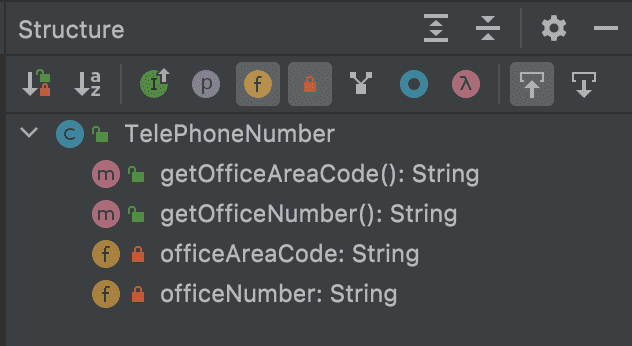 Structure
a
z
I p f λ
C TelePhoneNumber
m getOfficeAreaCode(): String
m getOfficeNumber(): String
f officeAreaCode: String
f officeNumber: String